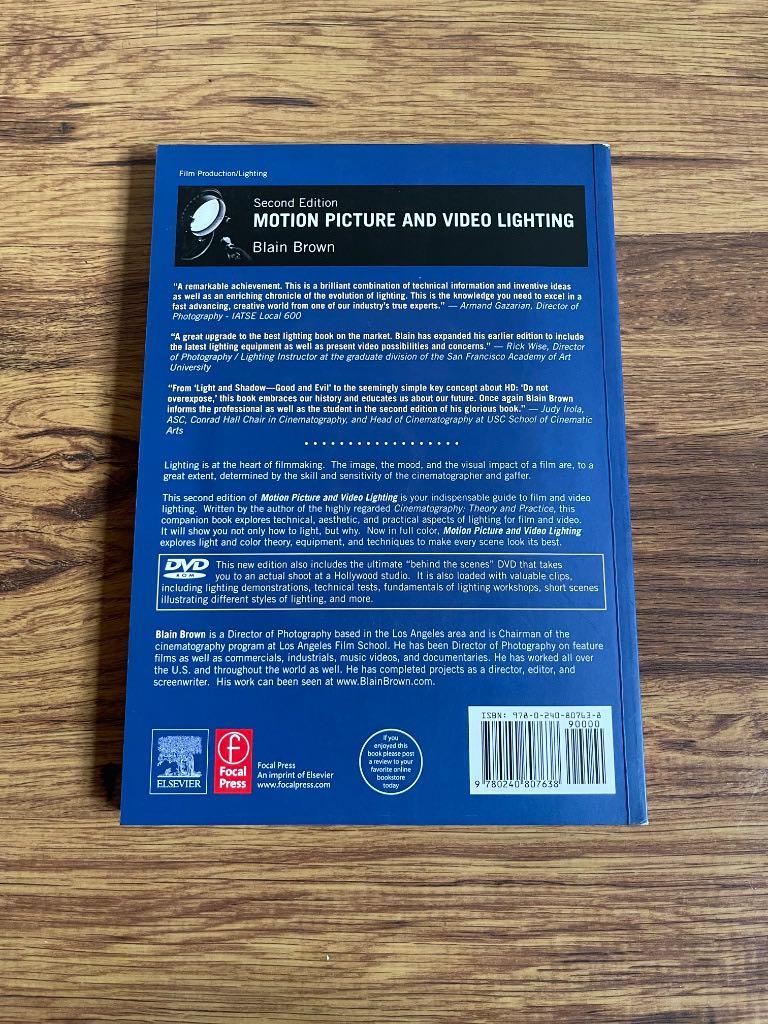 Film Production/Lighting
Second Edition
MOTION PICTURE AND VIDEO LIGHTING
Blain Brown
"A remarkable achievement. This is a brilliant combination of technical information and inventive ideas
as well as an enriching chronicle of the evolution of lighting. This is the knowledge you need to excel in a
fast advancing, creative world from one of our industry's true experts." — Armand Gazarian, Director of
Photography - IATSE Local 600
"A great upgrade to the best lighting book on the market. Blain has expanded his earlier edition to include
the latest lighting equipment as well as present video possibilities and concerns." — Rick Wise, Director
of Photography / Lighting Instructor at the graduate division of the San Francisco Academy of Art
University
"From 'Light and Shadow—Good and Evil' to the seemingly simple key concept about HD: 'Do not
overexpose,' this book embraces our history and educates us about our future. Once again Blain Brown
informs the professional as well as the student in the second edition of his glorious book." — Judy Irola,
ASC, Conrad Hall Chair in Cinematography, and Head of Cinematography at USC School of Cinematic
Arts
Lighting is at the heart of filmmaking. The image, the mood, and the visual impact of a film are, to a
great extent, determined by the skill and sensitivity of the cinematographer and gaffer.
This second edition of Motion Picture and Video Lighting is your indispensable guide to film and video
lighting. Written by the author of the highly regarded Cinematography: Theory and Practice, this
companion book explores technical, aesthetic, and practical aspects of lighting for film and video.
It will show you not only how to light, but why. Now in full color, Motion Picture and Video Lighting
explores light and color theory, equipment, and techniques to make every scene look its best.
DVD ROM This new edition also includes the ultimate "behind the scenes" DVD that takes
you to an actual shoot at a Hollywood studio. It is also loaded with valuable clips,
including lighting demonstrations, technical tests, fundamentals of lighting workshops, short scenes
illustrating different styles of lighting, and more.
Blain Brown is a Director of Photography based in the Los Angeles area and is Chairman of the
cinematography program at Los Angeles Film School. He has been Director of Photography on feature
films as well as commercials, industrials, music videos, and documentaries. He has worked all over
the U.S. and throughout the world as well. He has completed projects as a director, editor, and
screenwriter. His work can been seen at www.BlainBrown.com.
ELSEVIER
f
Focal
Press
Focal Press
An imprint of Elsevier
www.focalpress.com
If you
enjoyed this
book please post
a review to your
favorite online
bookstore
today
ISBN: 978-0-240-80763-8
90000
9 780240 807638